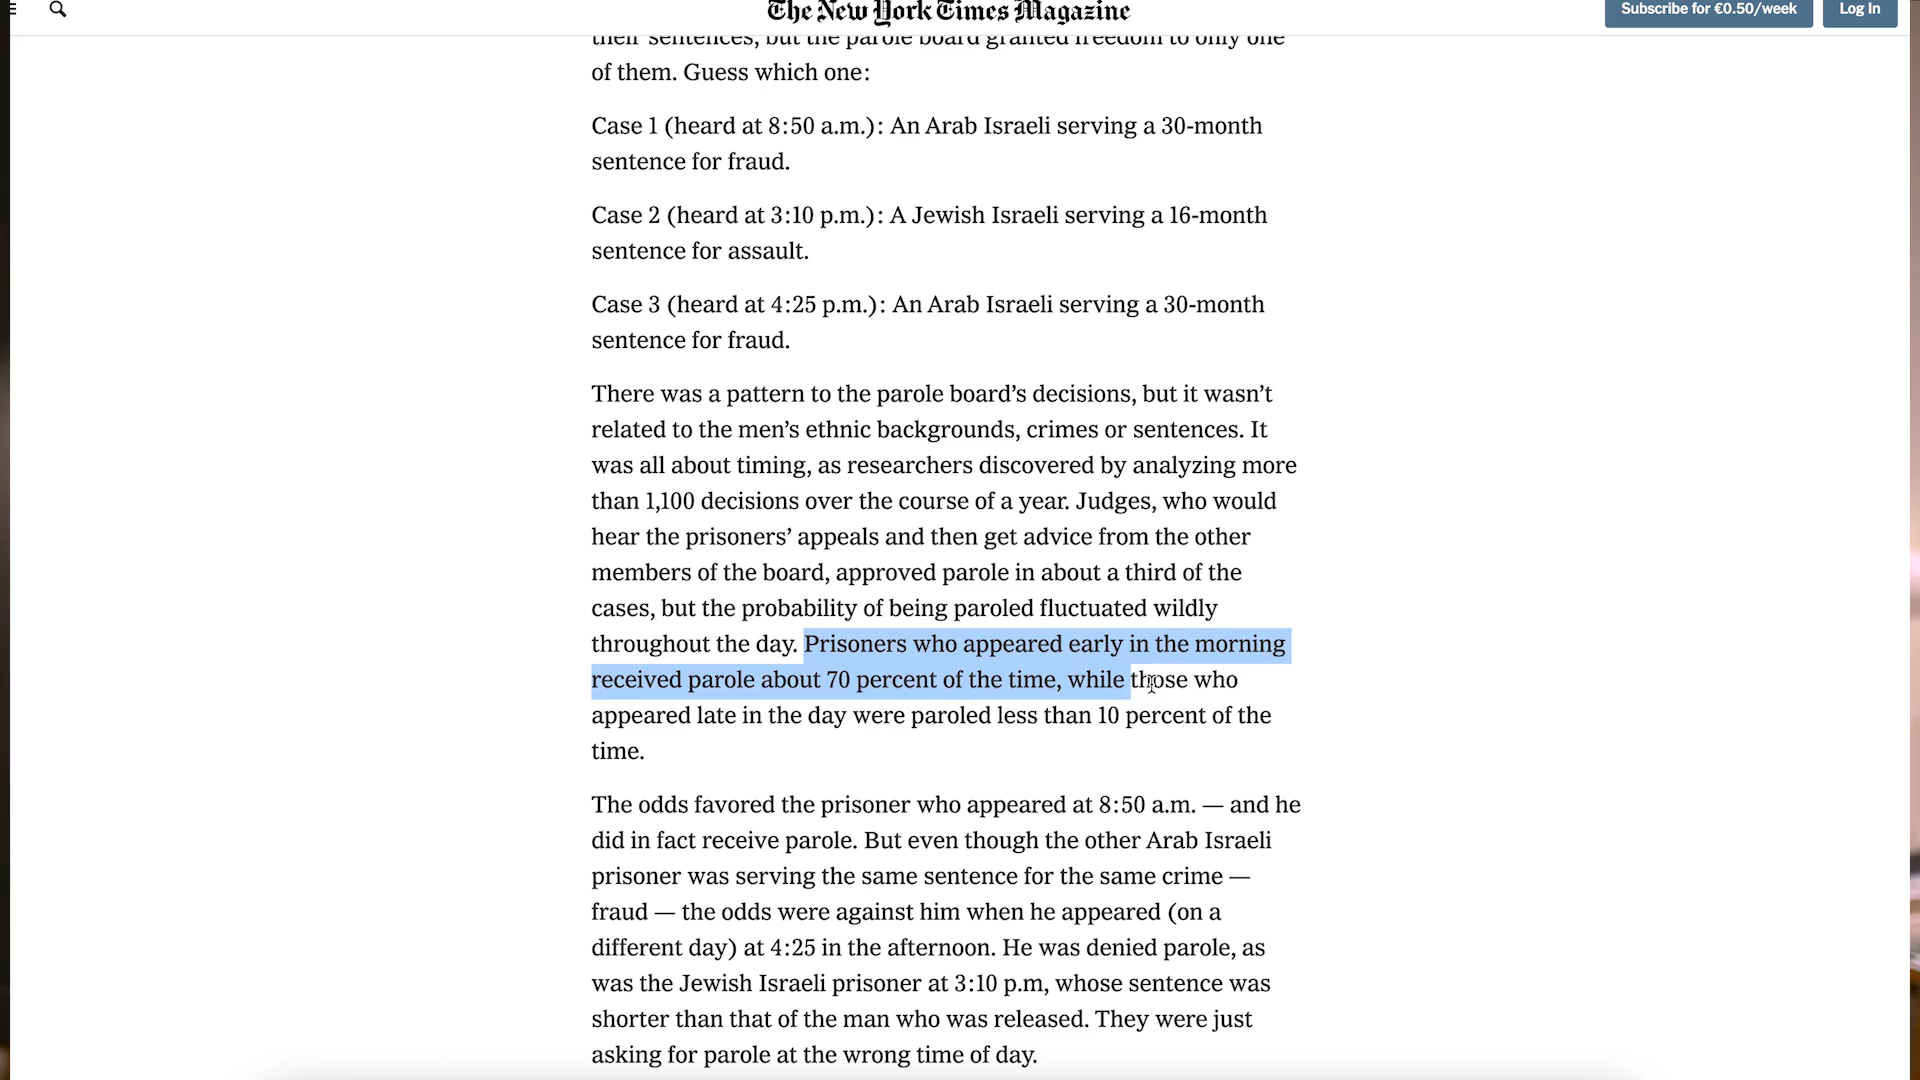 The New York Times Magazine
Subscribe for €0.50/week
Log In
their sentences, but the parole board granted freedom to only one
of them. Guess which one:
Case 1 (heard at 8:50 a.m.): An Arab Israeli serving a 30-month
sentence for fraud.
Case 2 (heard at 3:10 p.m.): A Jewish Israeli serving a 16-month
sentence for assault.
Case 3 (heard at 4:25 p.m.): An Arab Israeli serving a 30-month
sentence for fraud.
There was a pattern to the parole board’s decisions, but it wasn’t
related to the men’s ethnic backgrounds, crimes or sentences. It
was all about timing, as researchers discovered by analyzing more
than 1,100 decisions over the course of a year. Judges, who would
hear the prisoners’ appeals and then get advice from the other
members of the board, approved parole in about a third of the
cases, but the probability of being paroled fluctuated wildly
throughout the day. Prisoners who appeared early in the morning
received parole about 70 percent of the time, while those who
appeared late in the day were paroled less than 10 percent of the
time.
The odds favored the prisoner who appeared at 8:50 a.m. — and he
did in fact receive parole. But even though the other Arab Israeli
prisoner was serving the same sentence for the same crime —
fraud — the odds were against him when he appeared (on a
different day) at 4:25 in the afternoon. He was denied parole, as
was the Jewish Israeli prisoner at 3:10 p.m, whose sentence was
shorter than that of the man who was released. They were just
asking for parole at the wrong time of day.